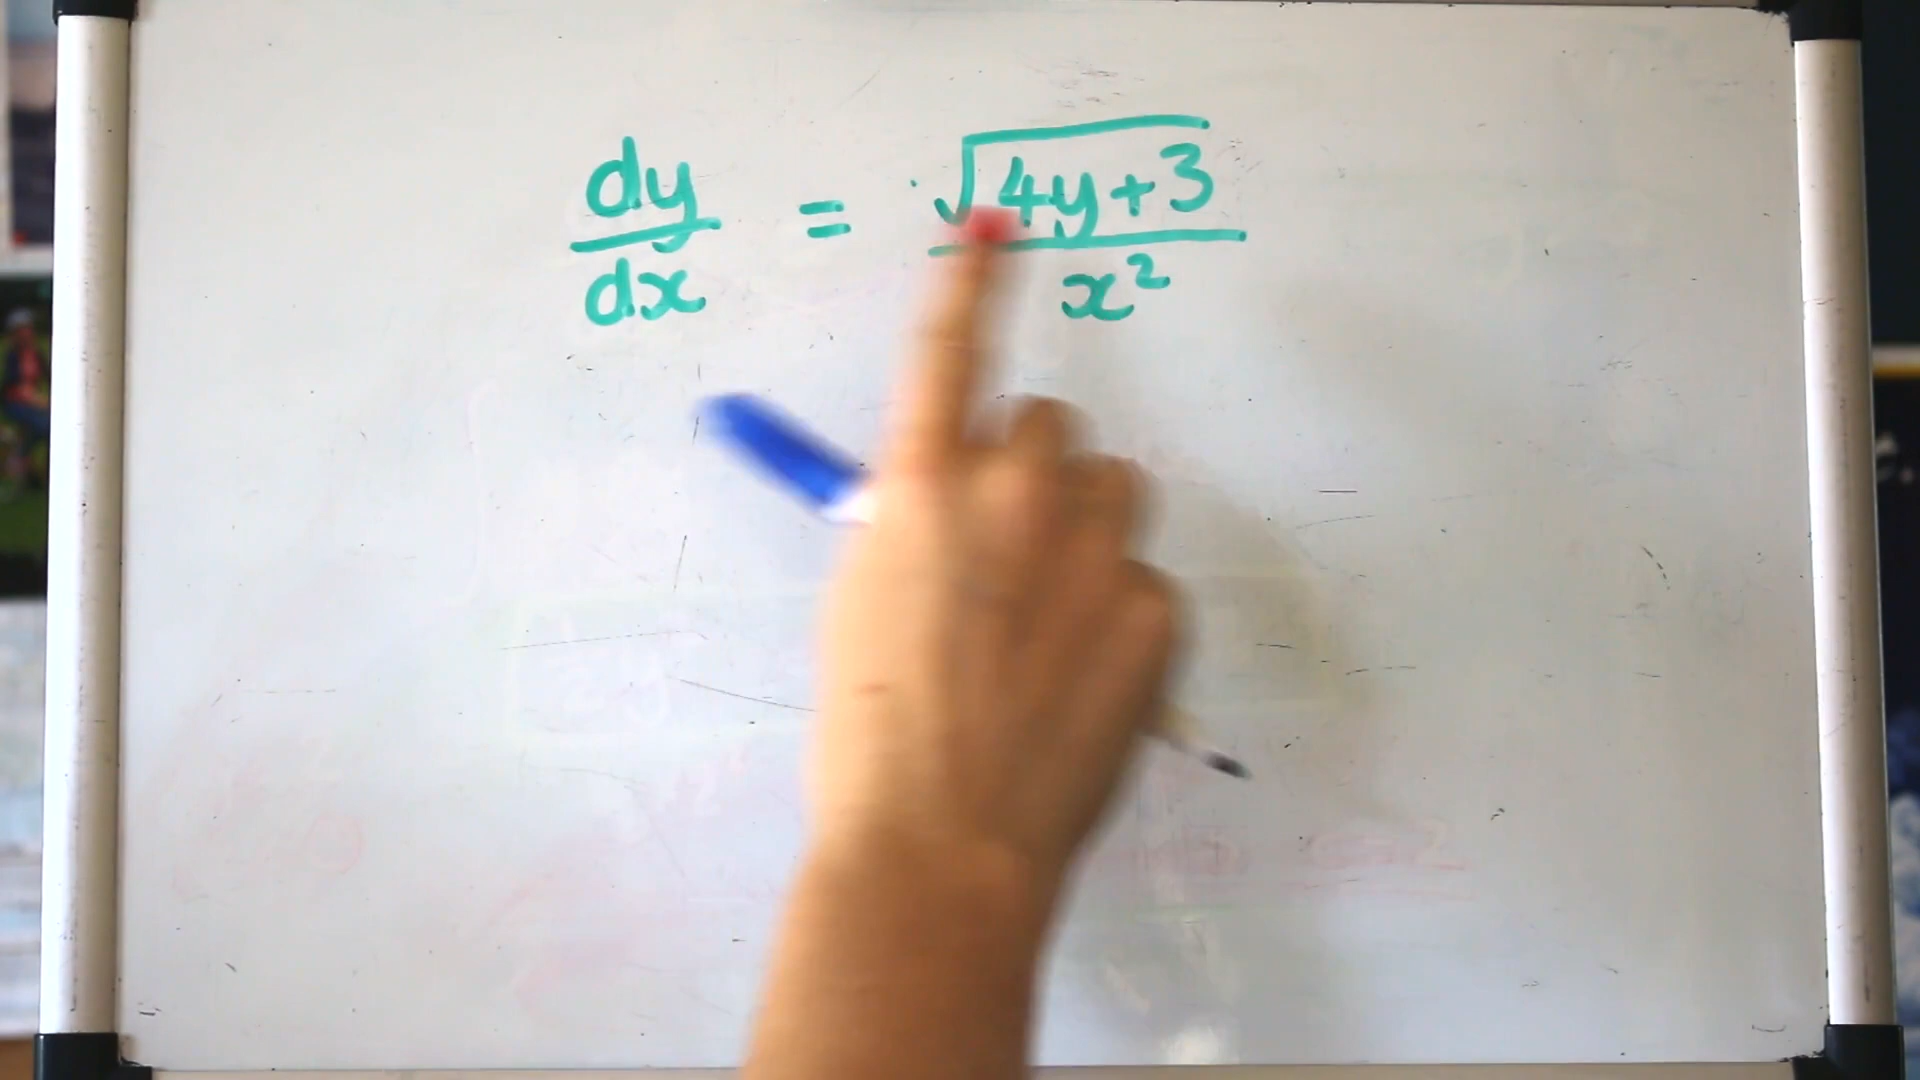 dy/dx = √(4y+3)/x²